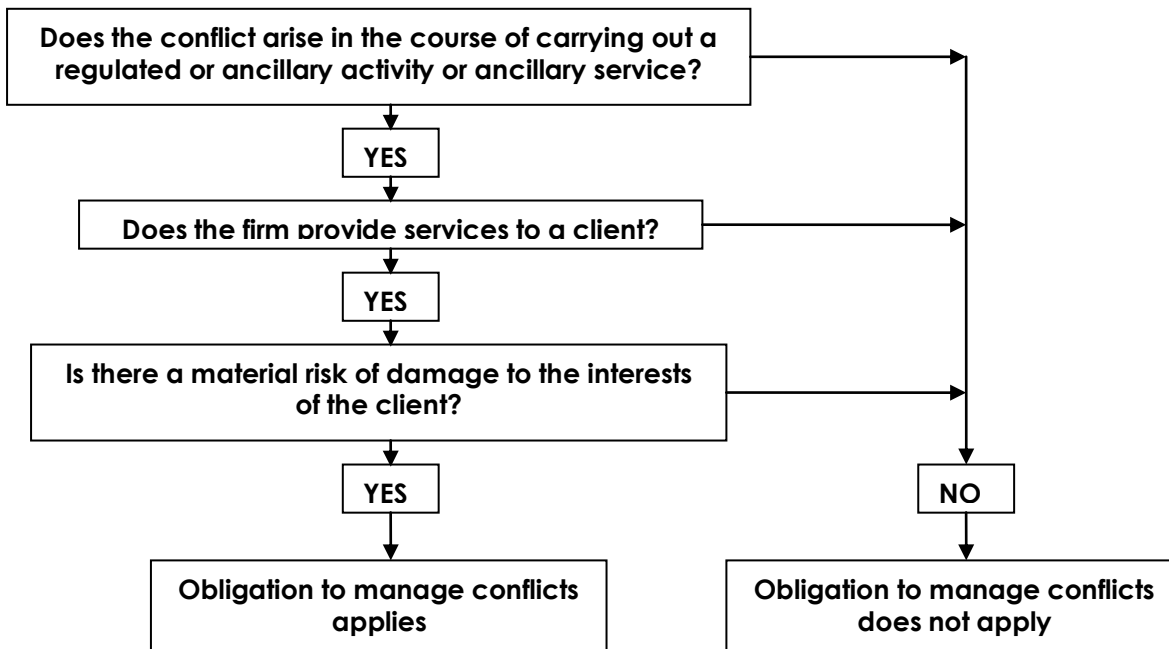 Does the conflict arise in the course of carrying out a
regulated or ancillary activity or ancillary service?
YES
Does the firm provide services to a client?
YES
Is there a material risk of damage to the interests
of the client?
YES
NO
Obligation to manage conflicts
applies
Obligation to manage conflicts
does not apply